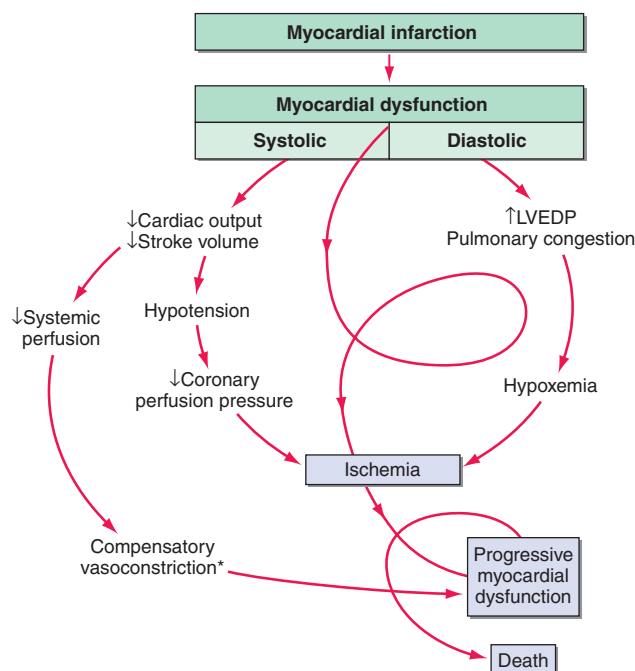 Myocardial infarction
Myocardial dysfunction
Systolic
Diastolic
↓Cardiac output
↓Stroke volume
↑LVEDP
Pulmonary congestion
↓Systemic
perfusion
Hypotension
↓Coronary
perfusion pressure
Hypoxemia
Ischemia
Compensatory
vasoconstriction*
Progressive
myocardial
dysfunction
Death